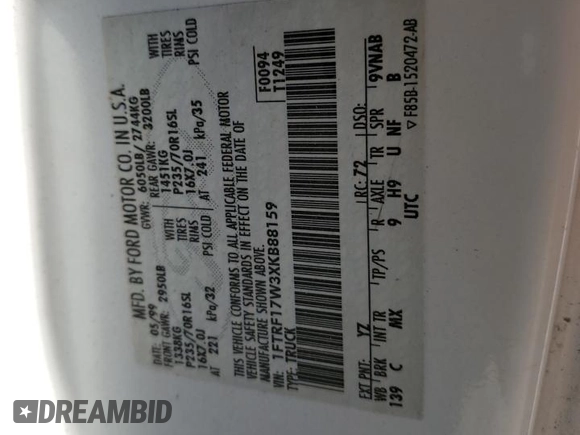 MFD. BY FORD MOTOR CO. IN U.S.A.
DATE: 05/99 GVWR: 6050LB/ 2744KG
FRONT GAWR: 2950LB REAR GAWR: 3200LB
1338KG WITH 1451KG WITH
P235/70R16SL TIRES P235/70R16SL TIRES
16X7.0J RIMS 16X7.0J RIMS
AT 221 kPa/32 PSI COLD AT 241 kPa/35 PSI COLD
THIS VEHICLE CONFORMS TO ALL APPLICABLE FEDERAL MOTOR
VEHICLE SAFETY STANDARDS IN EFFECT ON THE DATE OF
MANUFACTURE SHOWN ABOVE.
VIN: 1FTRF17W3XKB88159
TYPE: TRUCK
F0094
T1249
EXT PNT: YZ RC: 72 DSO:
WB BRK INT TR TP/PS R AXLE TR SPR 9VNAB
139 C MX 9 H9 U NF B
UTC
▽ F85B-1520472-AB
DREAMBID